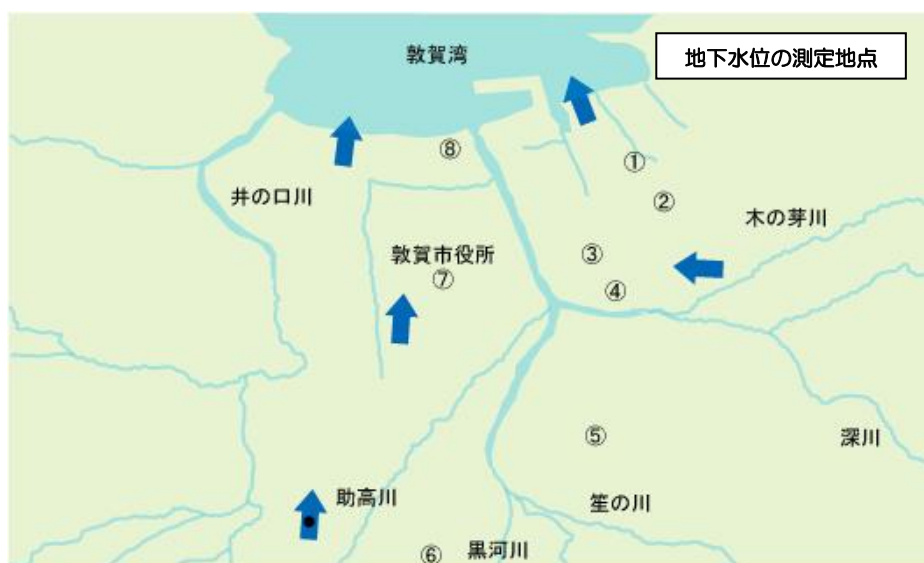 敦賀湾
地下水位の測定地点
⑧
①
井の口川
②
木の芽川
敦賀市役所
③
⑦
④
⑤
深川
助高川
笙の川
⑥
黒河川